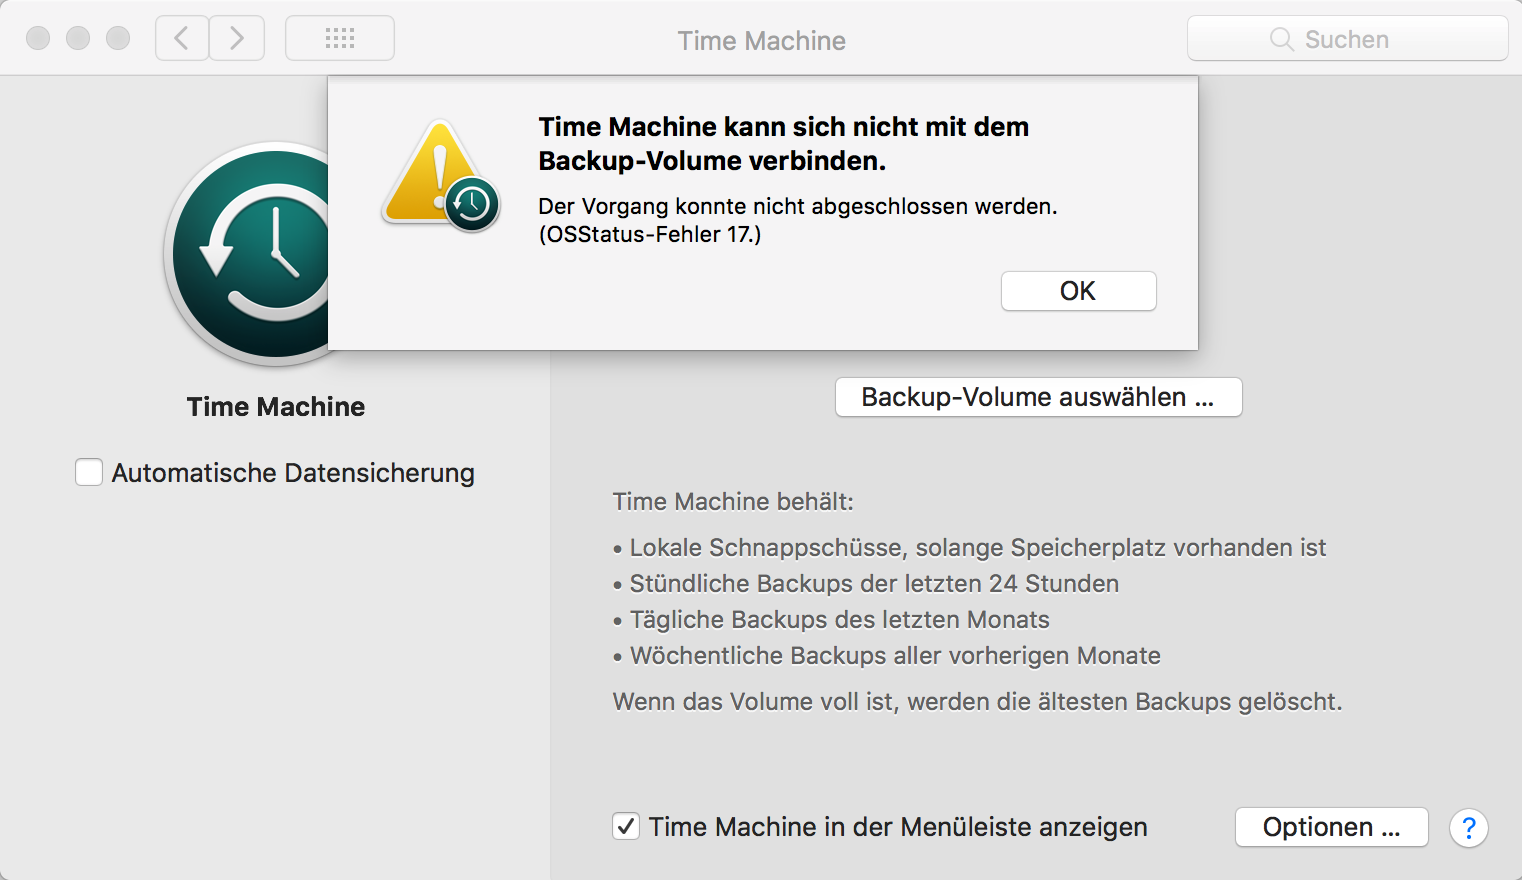 Time Machine
Suchen
Time Machine kann sich nicht mit dem
Backup-Volume verbinden.
Der Vorgang konnte nicht abgeschlossen werden.
(OSStatus-Fehler 17.)
OK
Time Machine
Automatische Datensicherung
Backup-Volume auswählen ...
Time Machine behält:
• Lokale Schnappschüsse, solange Speicherplatz vorhanden ist
• Stündliche Backups der letzten 24 Stunden
• Tägliche Backups des letzten Monats
• Wöchentliche Backups aller vorherigen Monate
Wenn das Volume voll ist, werden die ältesten Backups gelöscht.
Time Machine in der Menüleiste anzeigen
Optionen ...
?